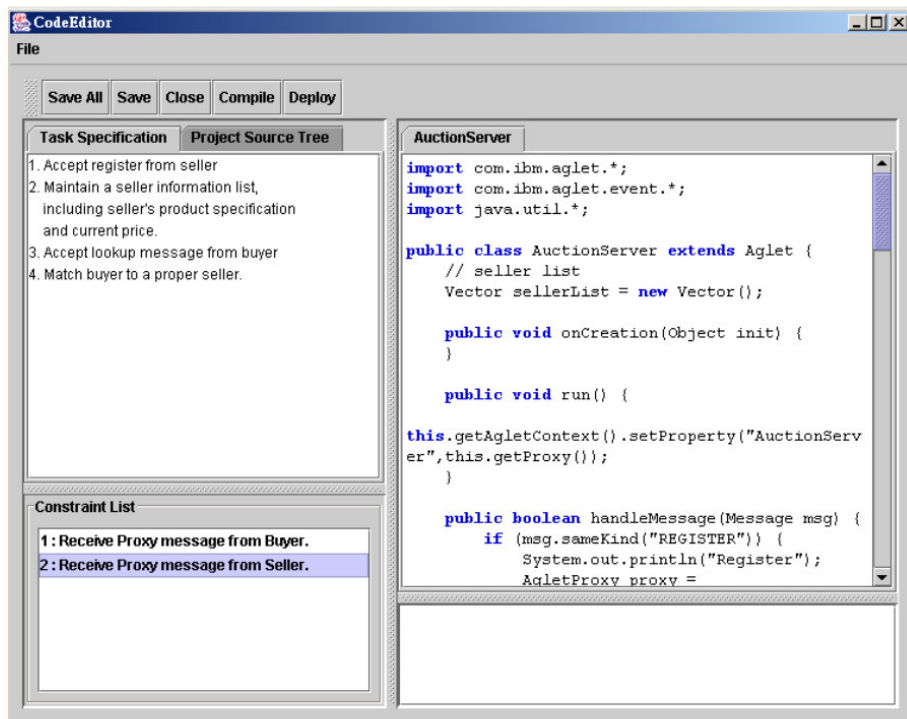 CodeEditor
File
Save All Save Close Compile Deploy
Task Specification Project Source Tree
1. Accept register from seller
2. Maintain a seller information list,
including seller's product specification
and current price.
3. Accept lookup message from buyer
4. Match buyer to a proper seller.
Constraint List
1 : Receive Proxy message from Buyer.
2 : Receive Proxy message from Seller.
AuctionServer
import com.ibm.aglet.*;
import com.ibm.aglet.event.*;
import java.util.*;
public class AuctionServer extends Aglet {
// seller list
Vector sellerList = new Vector();
public void onCreation(Object init) {
}
public void run() {
this.getAgletContext().setProperty("AuctionServ
er",this.getProxy());
}
public boolean handleMessage(Message msg) {
if (msg.sameKind("REGISTER")) {
System.out.println("Register");
AgletProxy proxy =